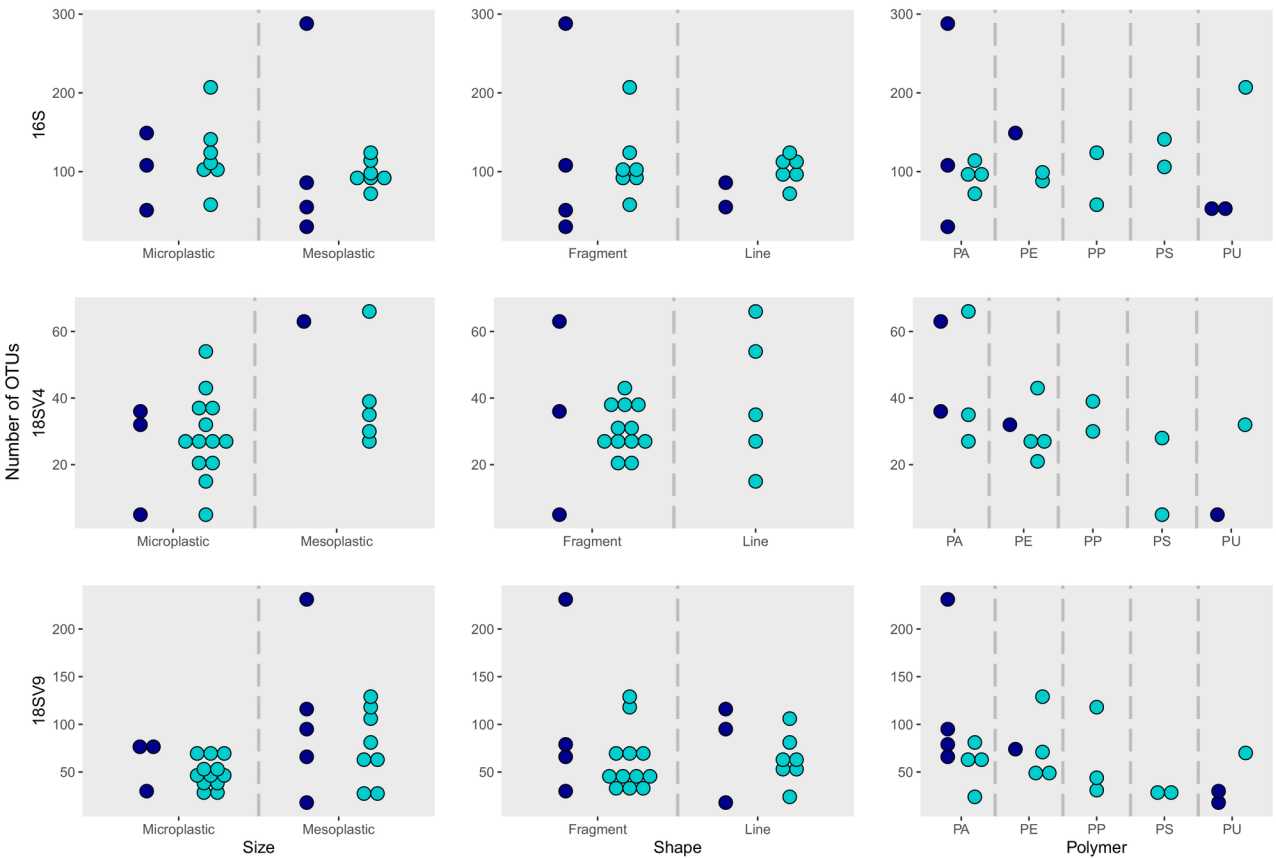 Number of OTUs
16S
300
200
100
Microplastic Mesoplastic
300
200
100
Fragment Line
300
200
100
PA PE PP PS PU
18SV4
60
40
20
Microplastic Mesoplastic
60
40
20
Fragment Line
60
40
20
PA PE PP PS PU
18SV9
200
150
100
50
Microplastic Mesoplastic
Size
200
150
100
50
Fragment Line
Shape
200
150
100
50
PA PE PP PS PU
Polymer